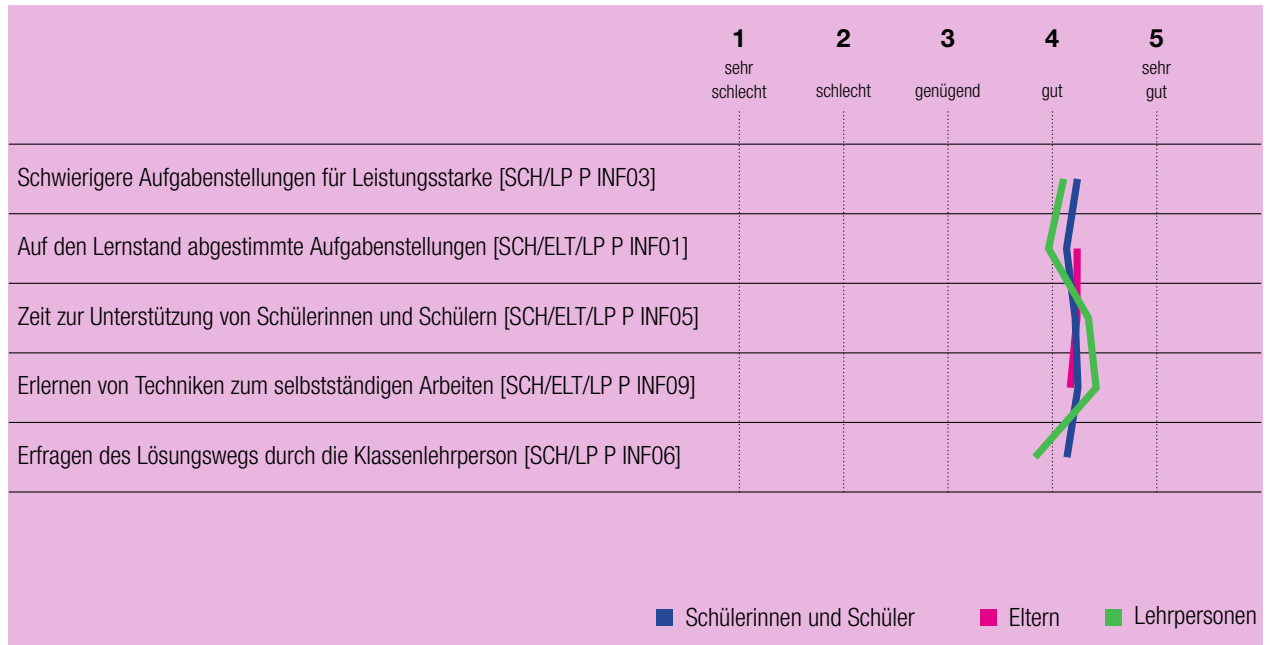 1 2 3 4 5
sehr schlecht schlecht genügend gut sehr gut
Schwierigere Aufgabenstellungen für Leistungsstarke [SCH/LP P INF03]
Auf den Lernstand abgestimmte Aufgabenstellungen [SCH/ELT/LP P INF01]
Zeit zur Unterstützung von Schülerinnen und Schülern [SCH/ELT/LP P INF05]
Erlernen von Techniken zum selbstständigen Arbeiten [SCH/ELT/LP P INF09]
Erfragen des Lösungswegs durch die Klassenlehrperson [SCH/LP P INF06]
Schülerinnen und Schüler Eltern Lehrpersonen